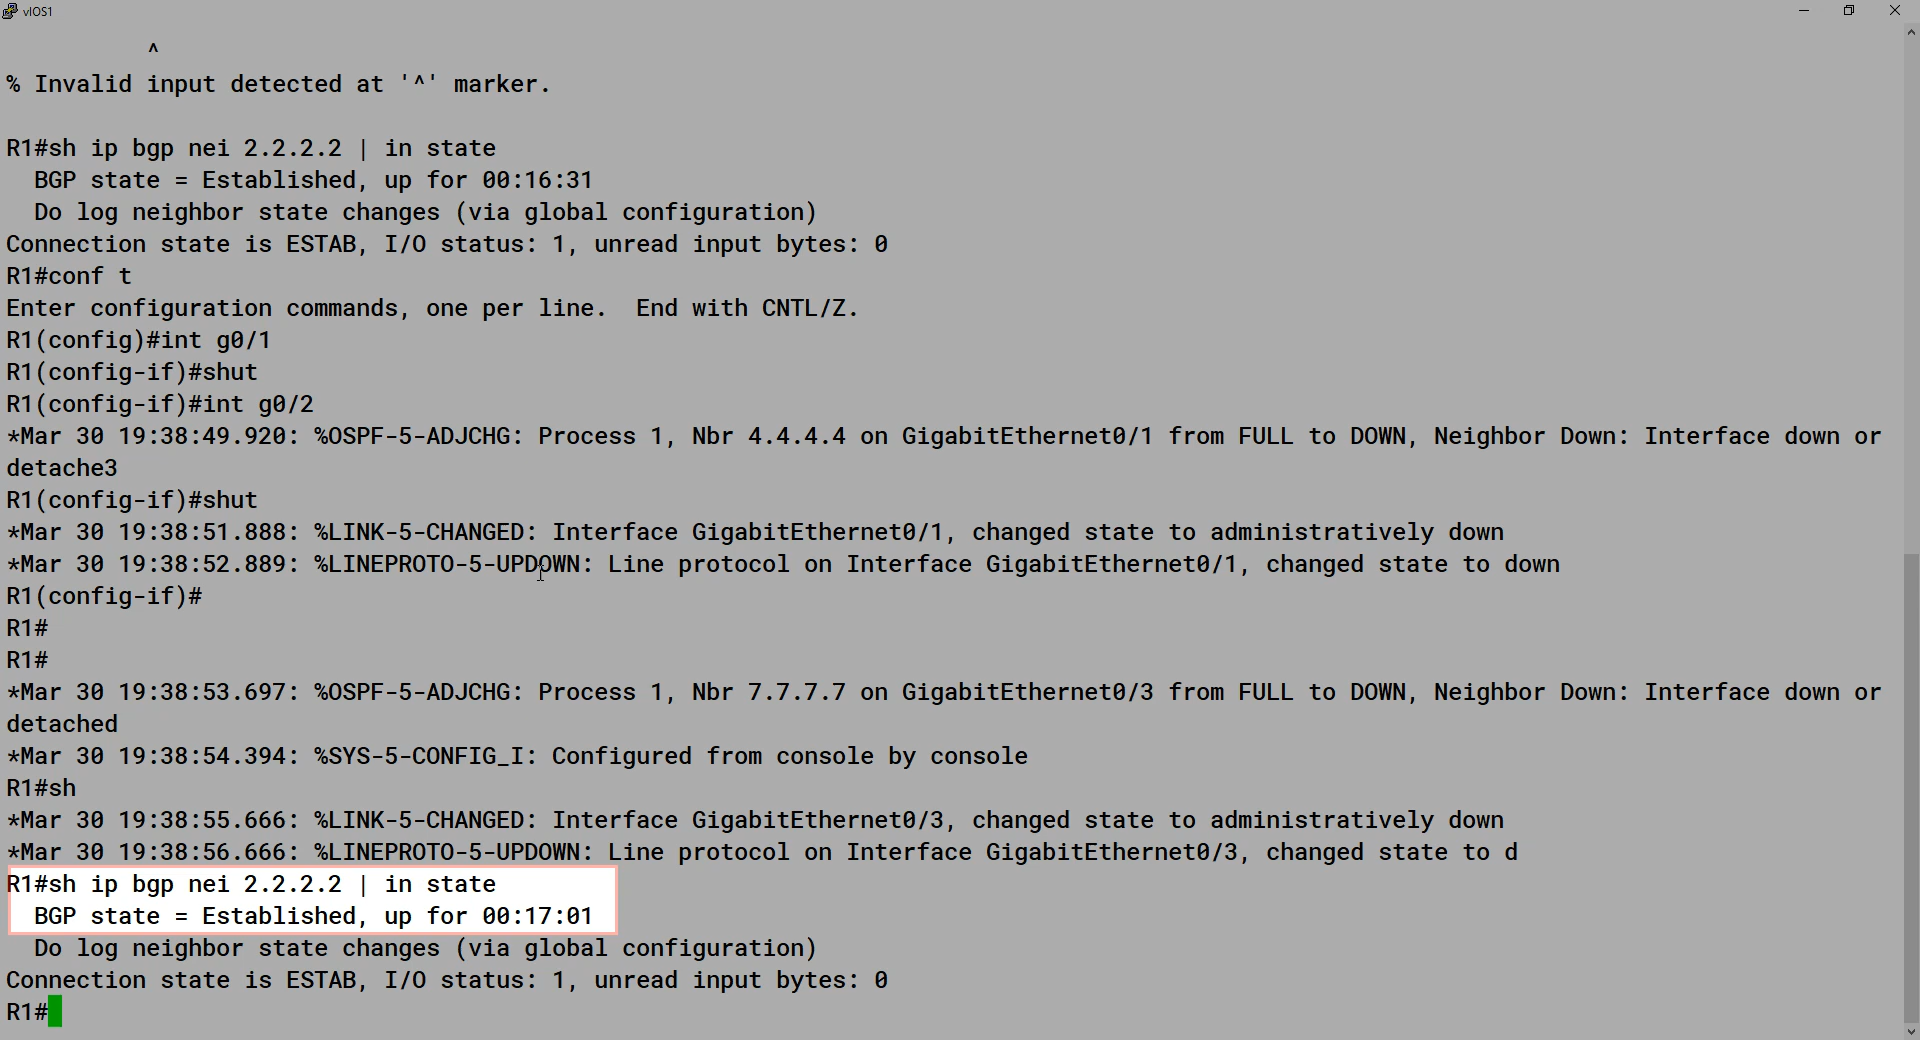 vIOS1
^
% Invalid input detected at '^' marker.
R1#sh ip bgp nei 2.2.2.2 | in state
BGP state = Established, up for 00:16:31
Do log neighbor state changes (via global configuration)
Connection state is ESTAB, I/O status: 1, unread input bytes: 0
R1#conf t
Enter configuration commands, one per line.  End with CNTL/Z.
R1(config)#int g0/1
R1(config-if)#shut
R1(config-if)#int g0/2
*Mar 30 19:38:49.920: %OSPF-5-ADJCHG: Process 1, Nbr 4.4.4.4 on GigabitEthernet0/1 from FULL to DOWN, Neighbor Down: Interface down or
detache3
R1(config-if)#shut
*Mar 30 19:38:51.888: %LINK-5-CHANGED: Interface GigabitEthernet0/1, changed state to administratively down
*Mar 30 19:38:52.889: %LINEPROTO-5-UPDOWN: Line protocol on Interface GigabitEthernet0/1, changed state to down
R1(config-if)#
R1#
R1#
*Mar 30 19:38:53.697: %OSPF-5-ADJCHG: Process 1, Nbr 7.7.7.7 on GigabitEthernet0/3 from FULL to DOWN, Neighbor Down: Interface down or
detached
*Mar 30 19:38:54.394: %SYS-5-CONFIG_I: Configured from console by console
R1#sh
*Mar 30 19:38:55.666: %LINK-5-CHANGED: Interface GigabitEthernet0/3, changed state to administratively down
*Mar 30 19:38:56.666: %LINEPROTO-5-UPDOWN: Line protocol on Interface GigabitEthernet0/3, changed state to d
R1#sh ip bgp nei 2.2.2.2 | in state
BGP state = Established, up for 00:17:01
Do log neighbor state changes (via global configuration)
Connection state is ESTAB, I/O status: 1, unread input bytes: 0
R1#